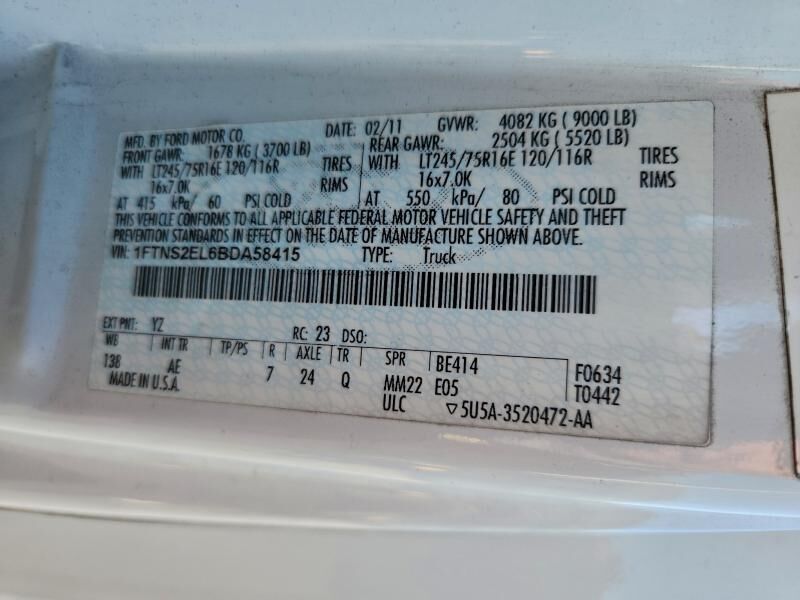 MFD. BY FORD MOTOR CO. DATE: 02/11 GVWR: 4082 KG ( 9000 LB)
FRONT GAWR: 1678 KG ( 3700 LB) REAR GAWR: 2504 KG ( 5520 LB)
WITH LT245/75R16E 120/116R TIRES WITH LT245/75R16E 120/116R TIRES
16x7.0K RIMS 16x7.0K RIMS
AT 415 kPa/ 60 PSI COLD AT 550 kPa/ 80 PSI COLD
THIS VEHICLE CONFORMS TO ALL APPLICABLE FEDERAL MOTOR VEHICLE SAFETY AND THEFT
PREVENTION STANDARDS IN EFFECT ON THE DATE OF MANUFACTURE SHOWN ABOVE.
VIN: 1FTNS2EL6BDA58415 TYPE: Truck
EXT PNT: YZ RC: 23 DSO:
WB INT TR TP/PS R AXLE TR SPR BE414 F0634
138 AE 7 24 Q MM22 E05 T0442
MADE IN U.S.A. ULC ▽5U5A-3520472-AA